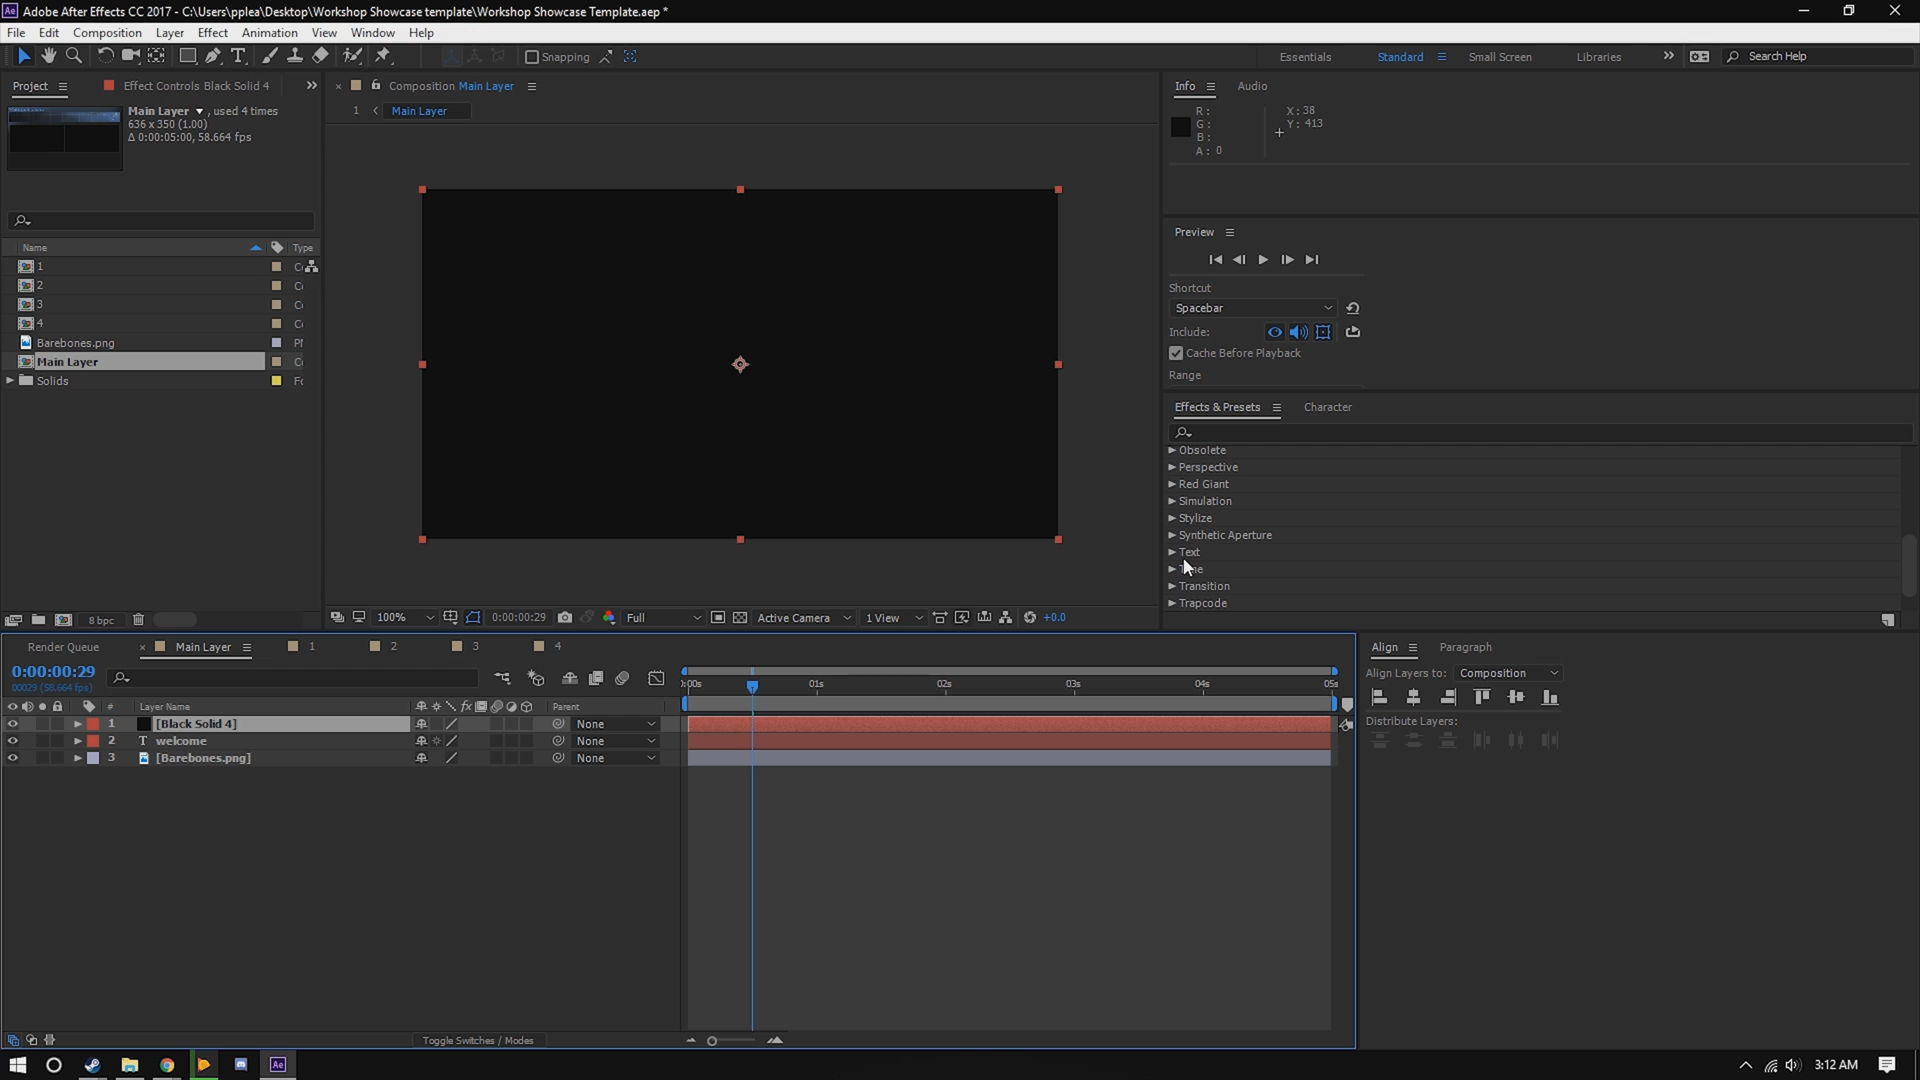 Adobe After Effects CC 2017 - C:\Users\pplea\Desktop\Workshop Showcase template\Workshop Showcase Template.aep *
File Edit Composition Layer Effect Animation View Window Help
Snapping
Essentials Standard Small Screen Libraries Search Help
Project Effect Controls Black Solid 4
Main Layer , used 4 times
636 x 350 (1.00)
Δ 0:00:05:00, 58.664 fps
Name Type
1
2
3
4
Barebones.png
Main Layer
Solids
8 bpc
Composition Main Layer
1 Main Layer
100% 0:00:00:29 Full Active Camera 1 View +0.0
Info Audio
R:
G:
B:
A: 0
X: 38
Y: 413
Preview
Shortcut
Spacebar
Include:
Cache Before Playback
Range
Effects & Presets Character
Obsolete
Perspective
Red Giant
Simulation
Stylize
Synthetic Aperture
Text
Transition
Trapcode
Render Queue Main Layer 1 2 3 4
0:00:00:29
00029 (58.664 fps)
:00s 01s 02s 03s 04s 05s
# Layer Name Parent
1 [Black Solid 4] None
2 T welcome None
3 [Barebones.png] None
Toggle Switches / Modes
Align Paragraph
Align Layers to: Composition
Distribute Layers:
3:12 AM